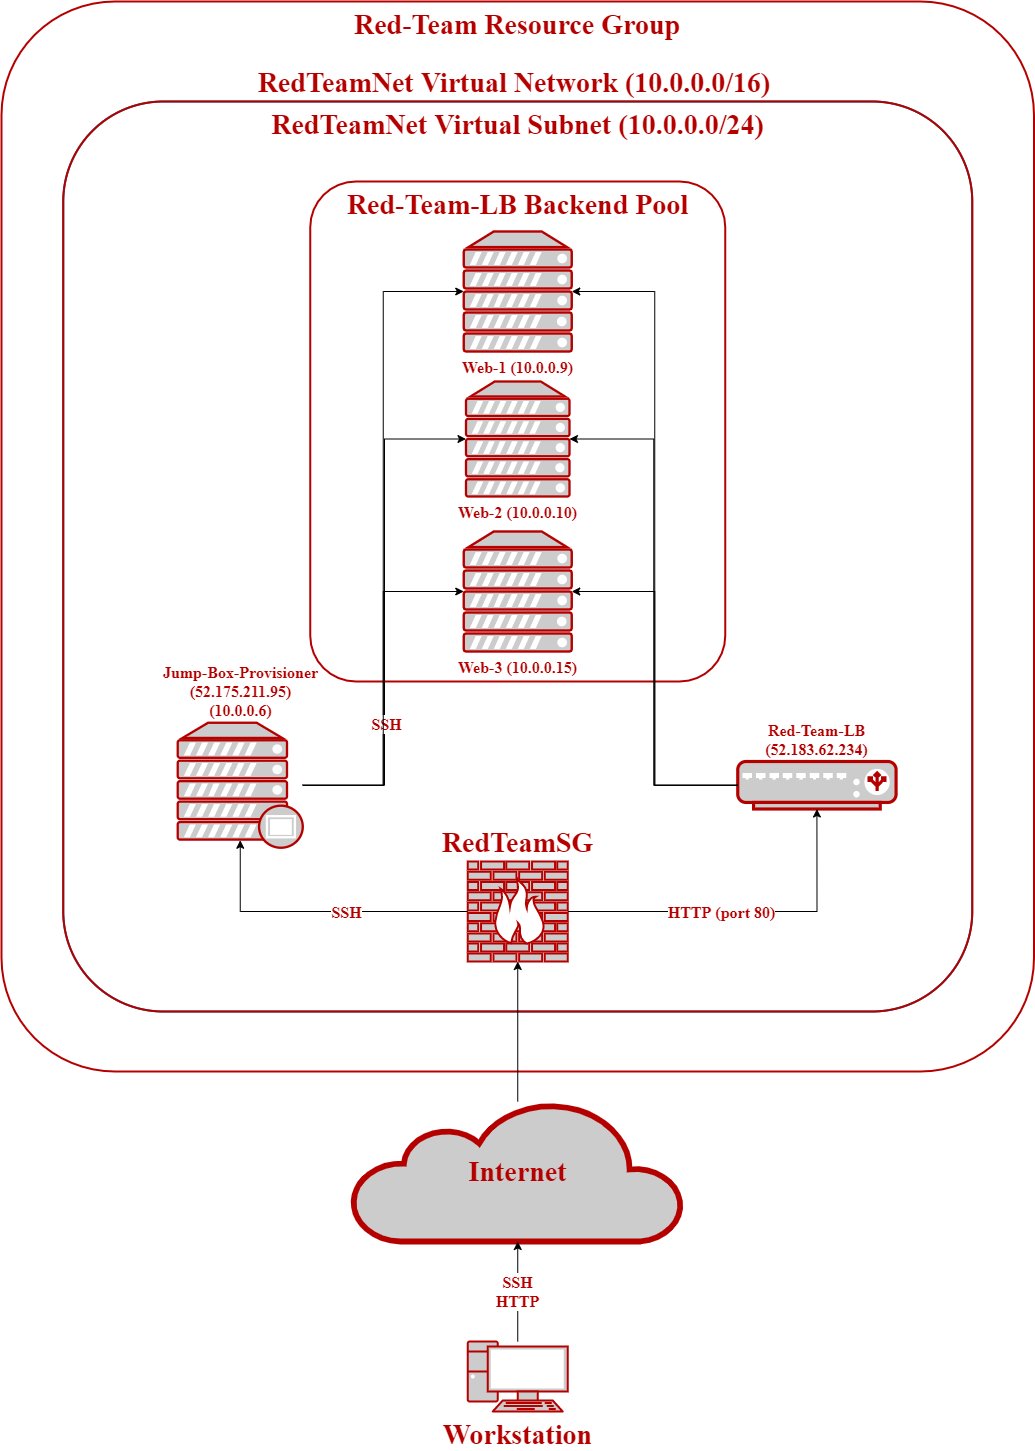 Red-Team Resource Group
RedTeamNet Virtual Network (10.0.0.0/16)
RedTeamNet Virtual Subnet (10.0.0.0/24)
Red-Team-LB Backend Pool
Web-1 (10.0.0.9)
Web-2 (10.0.0.10)
Web-3 (10.0.0.15)
Jump-Box-Provisioner
(52.175.211.95)
(10.0.0.6)
SSH
Red-Team-LB
(52.183.62.234)
RedTeamSG
SSH
HTTP (port 80)
Internet
SSH
HTTP
Workstation